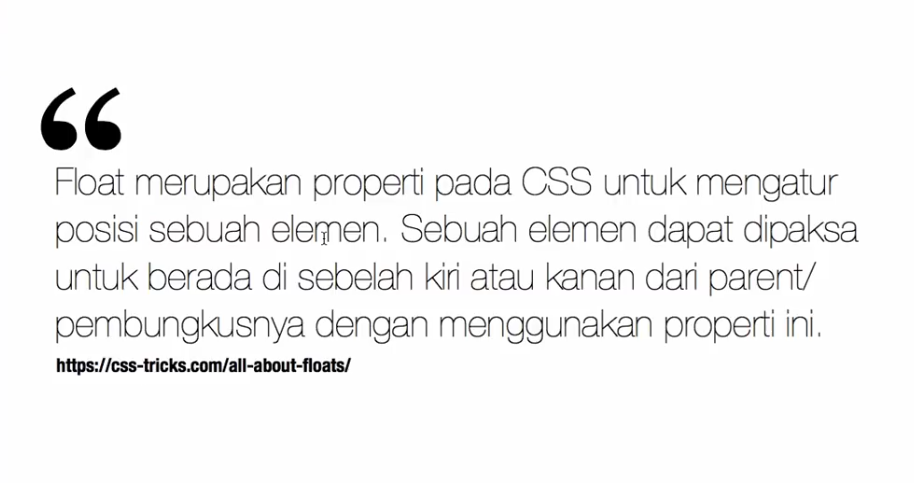 “
Float merupakan properti pada CSS untuk mengatur
posisi sebuah elemen. Sebuah elemen dapat dipaksa
untuk berada di sebelah kiri atau kanan dari parent/
pembungkusnya dengan menggunakan properti ini.
https://css-tricks.com/all-about-floats/